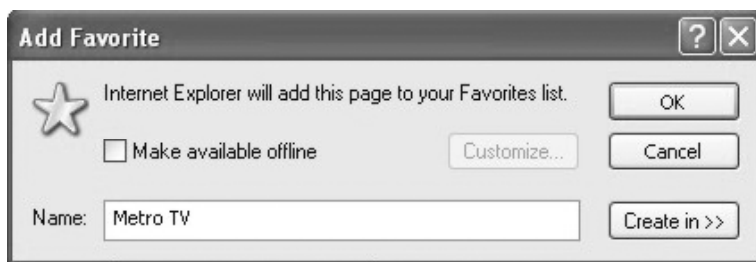 Add Favorite
Internet Explorer will add this page to your Favorites list.
OK
Make available offline
Customize...
Cancel
Name:
Metro TV
Create in >>